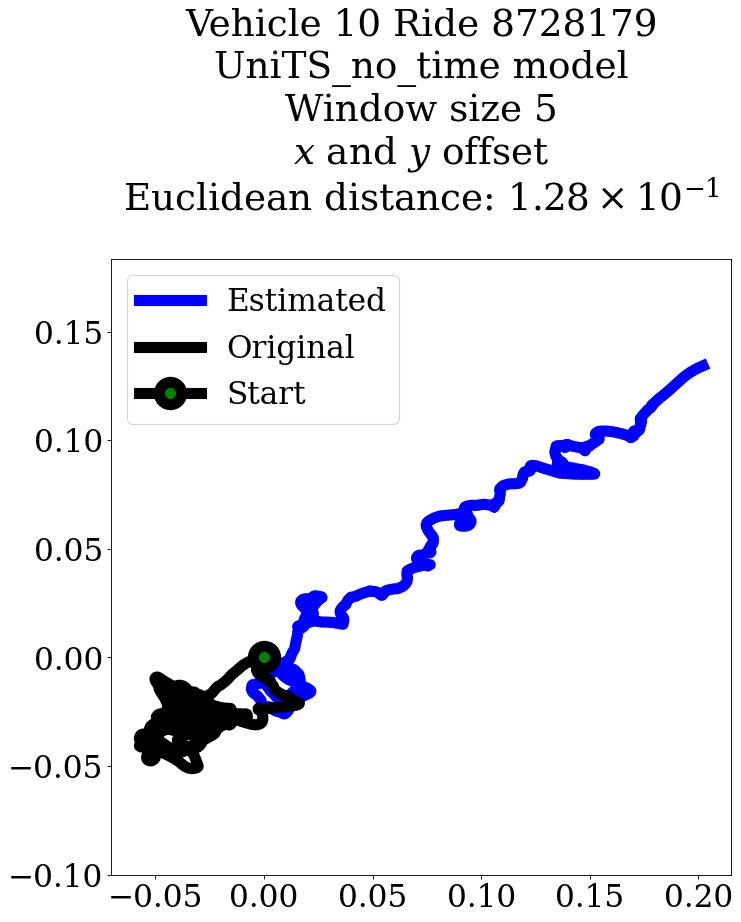 Vehicle 10 Ride 8728179
UniTS_no_time model
Window size 5
x and y offset
Euclidean distance: 1.28 × 10⁻¹
Estimated
Original
Start
0.15
0.10
0.05
0.00
−0.05
−0.10
−0.05 0.00 0.05 0.10 0.15 0.20